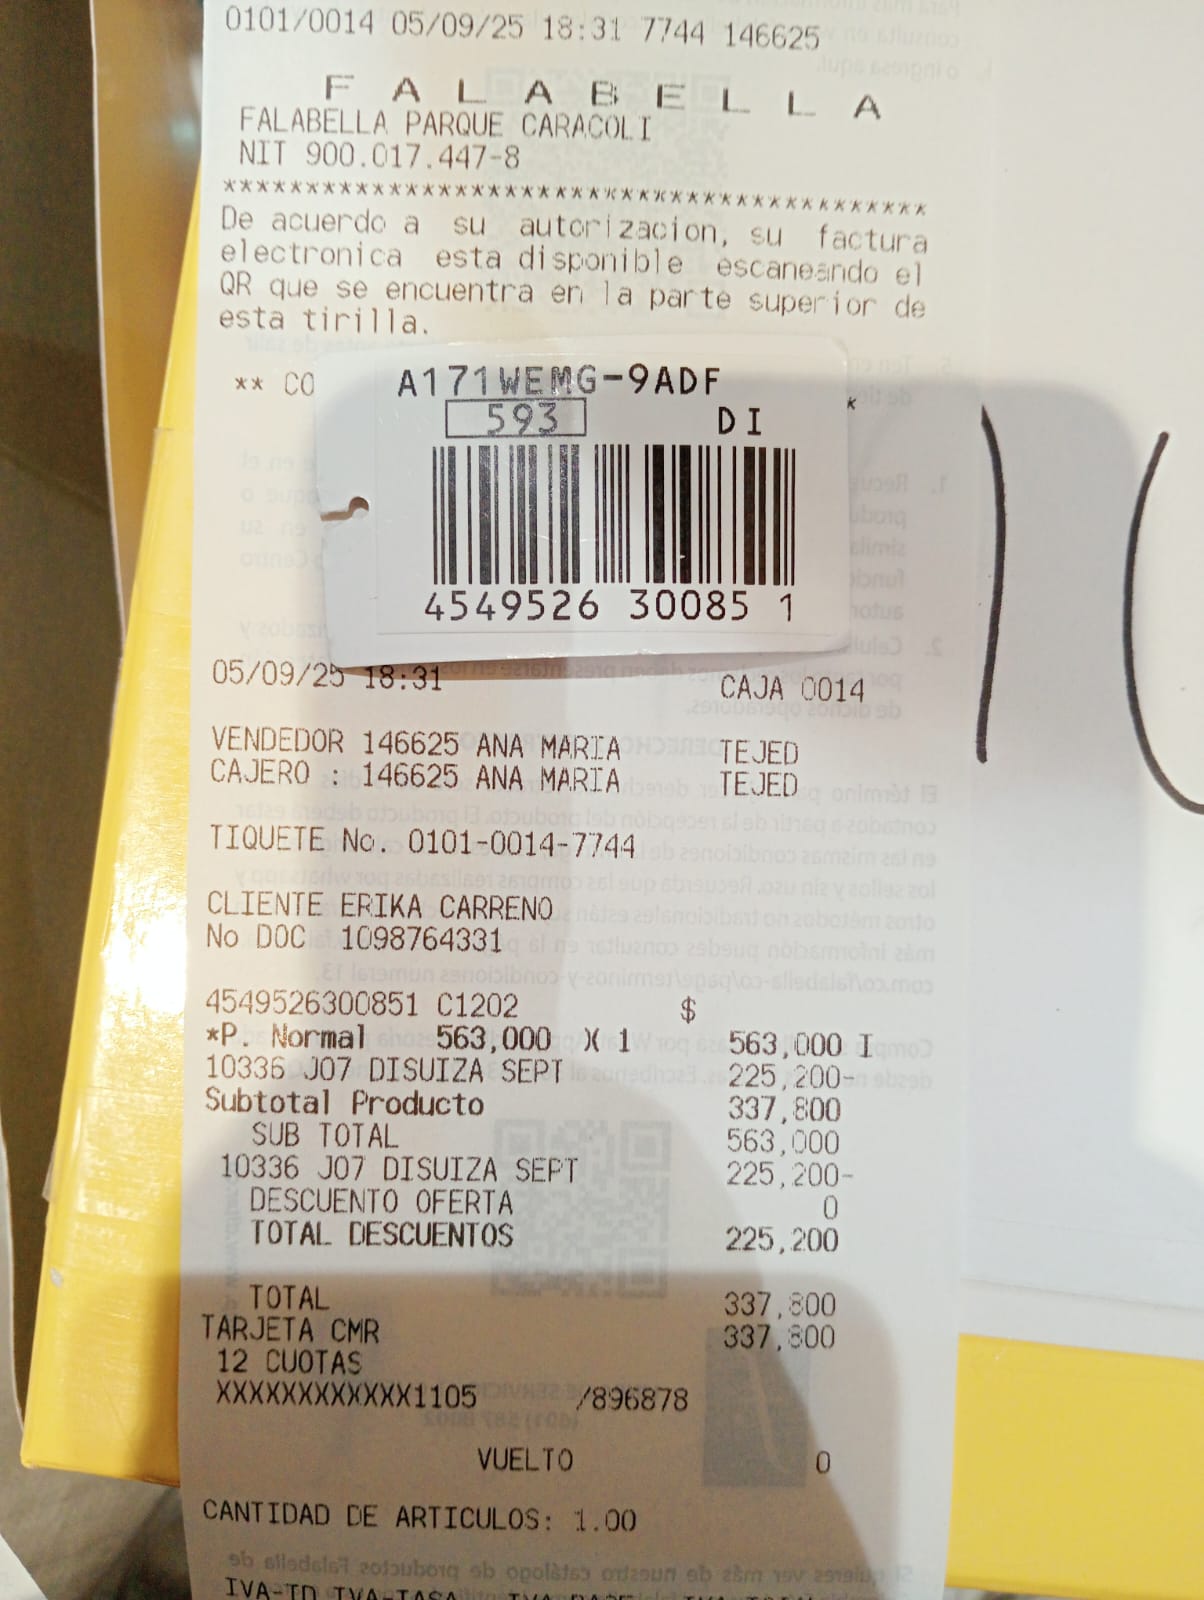 0101/0014 05/09/25 18:31 7744 146625
F A L A B E L L A
FALABELLA PARQUE CARACOLI
NIT 900.017.447-8
*******************************************
De acuerdo a su autorizacion, su factura
electronica esta disponible escaneando el
QR que se encuentra en la parte superior de
esta tirilla.
** CO *
A171WEMG-9ADF
593 DI
4549526 30085 1
05/09/25 18:31 CAJA 0014
VENDEDOR 146625 ANA MARIA TEJED
CAJERO : 146625 ANA MARIA TEJED
TIQUETE No. 0101-0014-7744
CLIENTE ERIKA CARRENO
No DOC 1098764331
4549526300851 C1202 $
*P. Normal 563,000 X 1 563,000 I
10336 J07 DISUIZA SEPT 225,200-
Subtotal Producto 337,800
SUB TOTAL 563,000
10336 J07 DISUIZA SEPT 225,200-
DESCUENTO OFERTA 0
TOTAL DESCUENTOS 225,200
TOTAL 337,800
TARJETA CMR 337,800
12 CUOTAS
XXXXXXXXXXXX1105 /896878
VUELTO 0
CANTIDAD DE ARTICULOS: 1.00